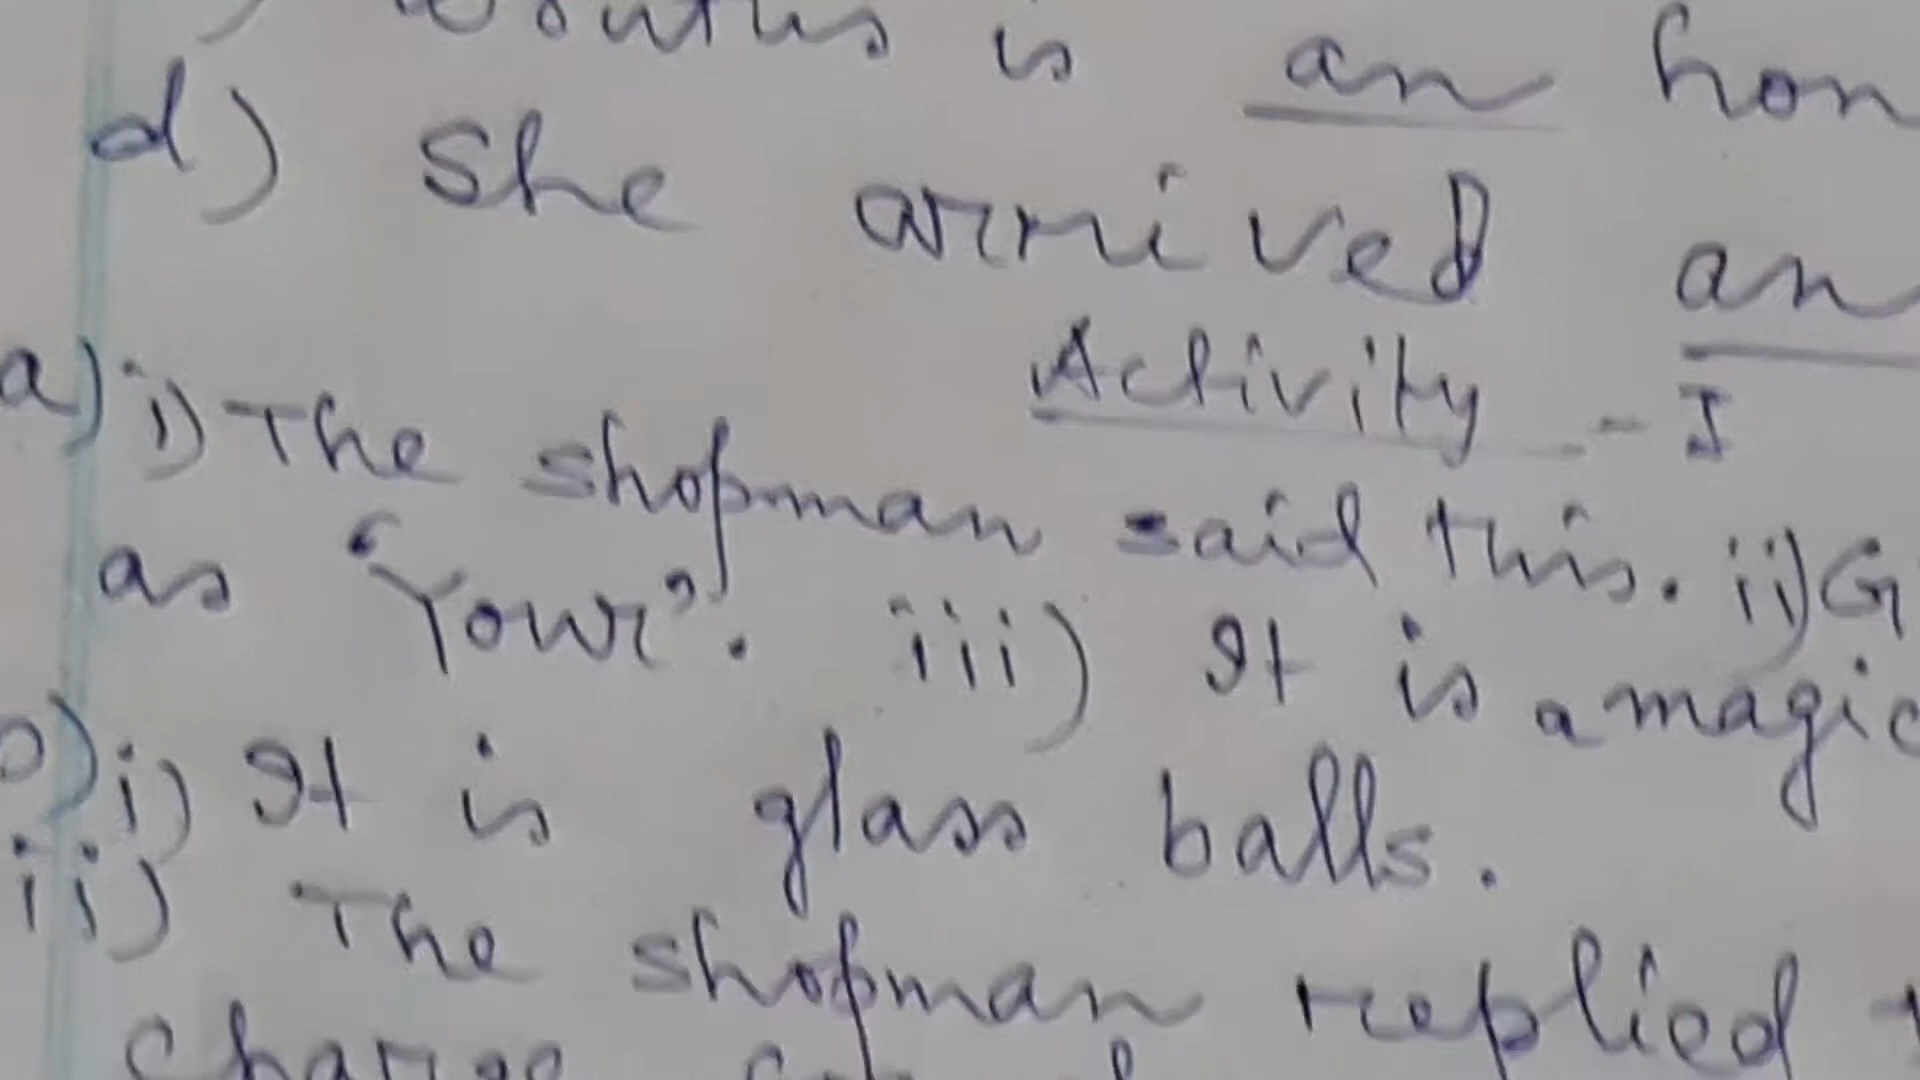 is an hon
d) She arrived an
Activity - I
a) i) The shopman said this. ii) G
as "Your". iii) It is a magic
i) It is glass balls.
ii) The shopman replied